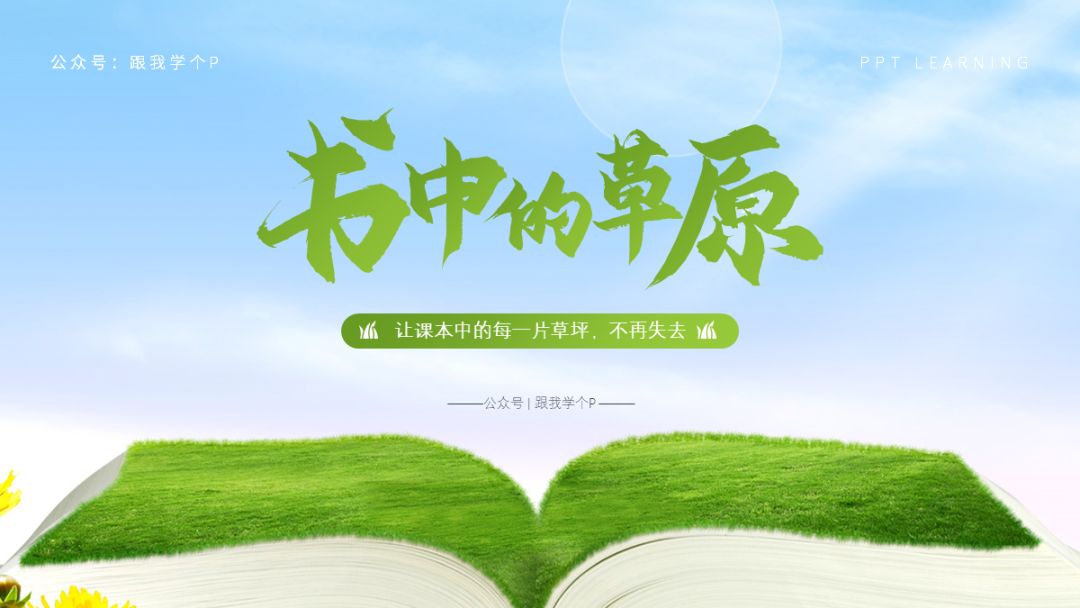 公众号：跟我学个P
PPT LEARNING
书中的草原
让课本中的每一片草坪，不再失去
——公众号 | 跟我学个P——